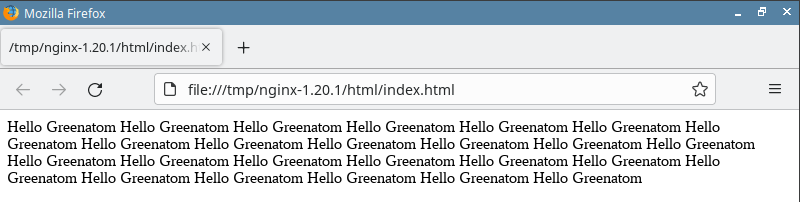 Mozilla Firefox
/tmp/nginx-1.20.1/html/index.h
file:///tmp/nginx-1.20.1/html/index.html
Hello Greenatom Hello Greenatom Hello Greenatom Hello Greenatom Hello Greenatom Hello Greenatom Hello
Greenatom Hello Greenatom Hello Greenatom Hello Greenatom Hello Greenatom Hello Greenatom Hello Greenatom
Hello Greenatom Hello Greenatom Hello Greenatom Hello Greenatom Hello Greenatom Hello Greenatom Hello
Greenatom Hello Greenatom Hello Greenatom Hello Greenatom Hello Greenatom Hello Greenatom